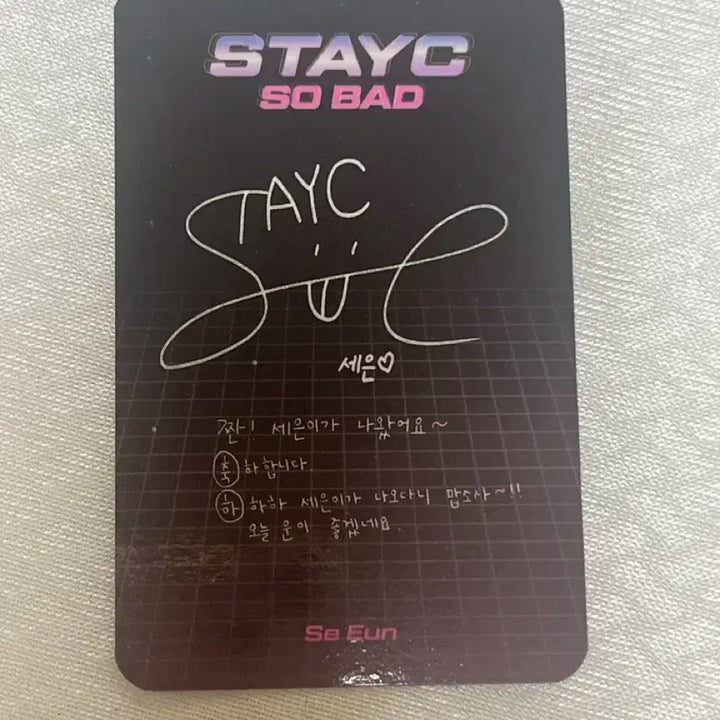 STAYC
SO BAD
STAYC
세은♡
짠! 세은이가 나왔어요~
축 하합니다.
하 하하 세은이가 나오다니 맙소사~!!
오늘 운이 좋겠네요.
Se Eun